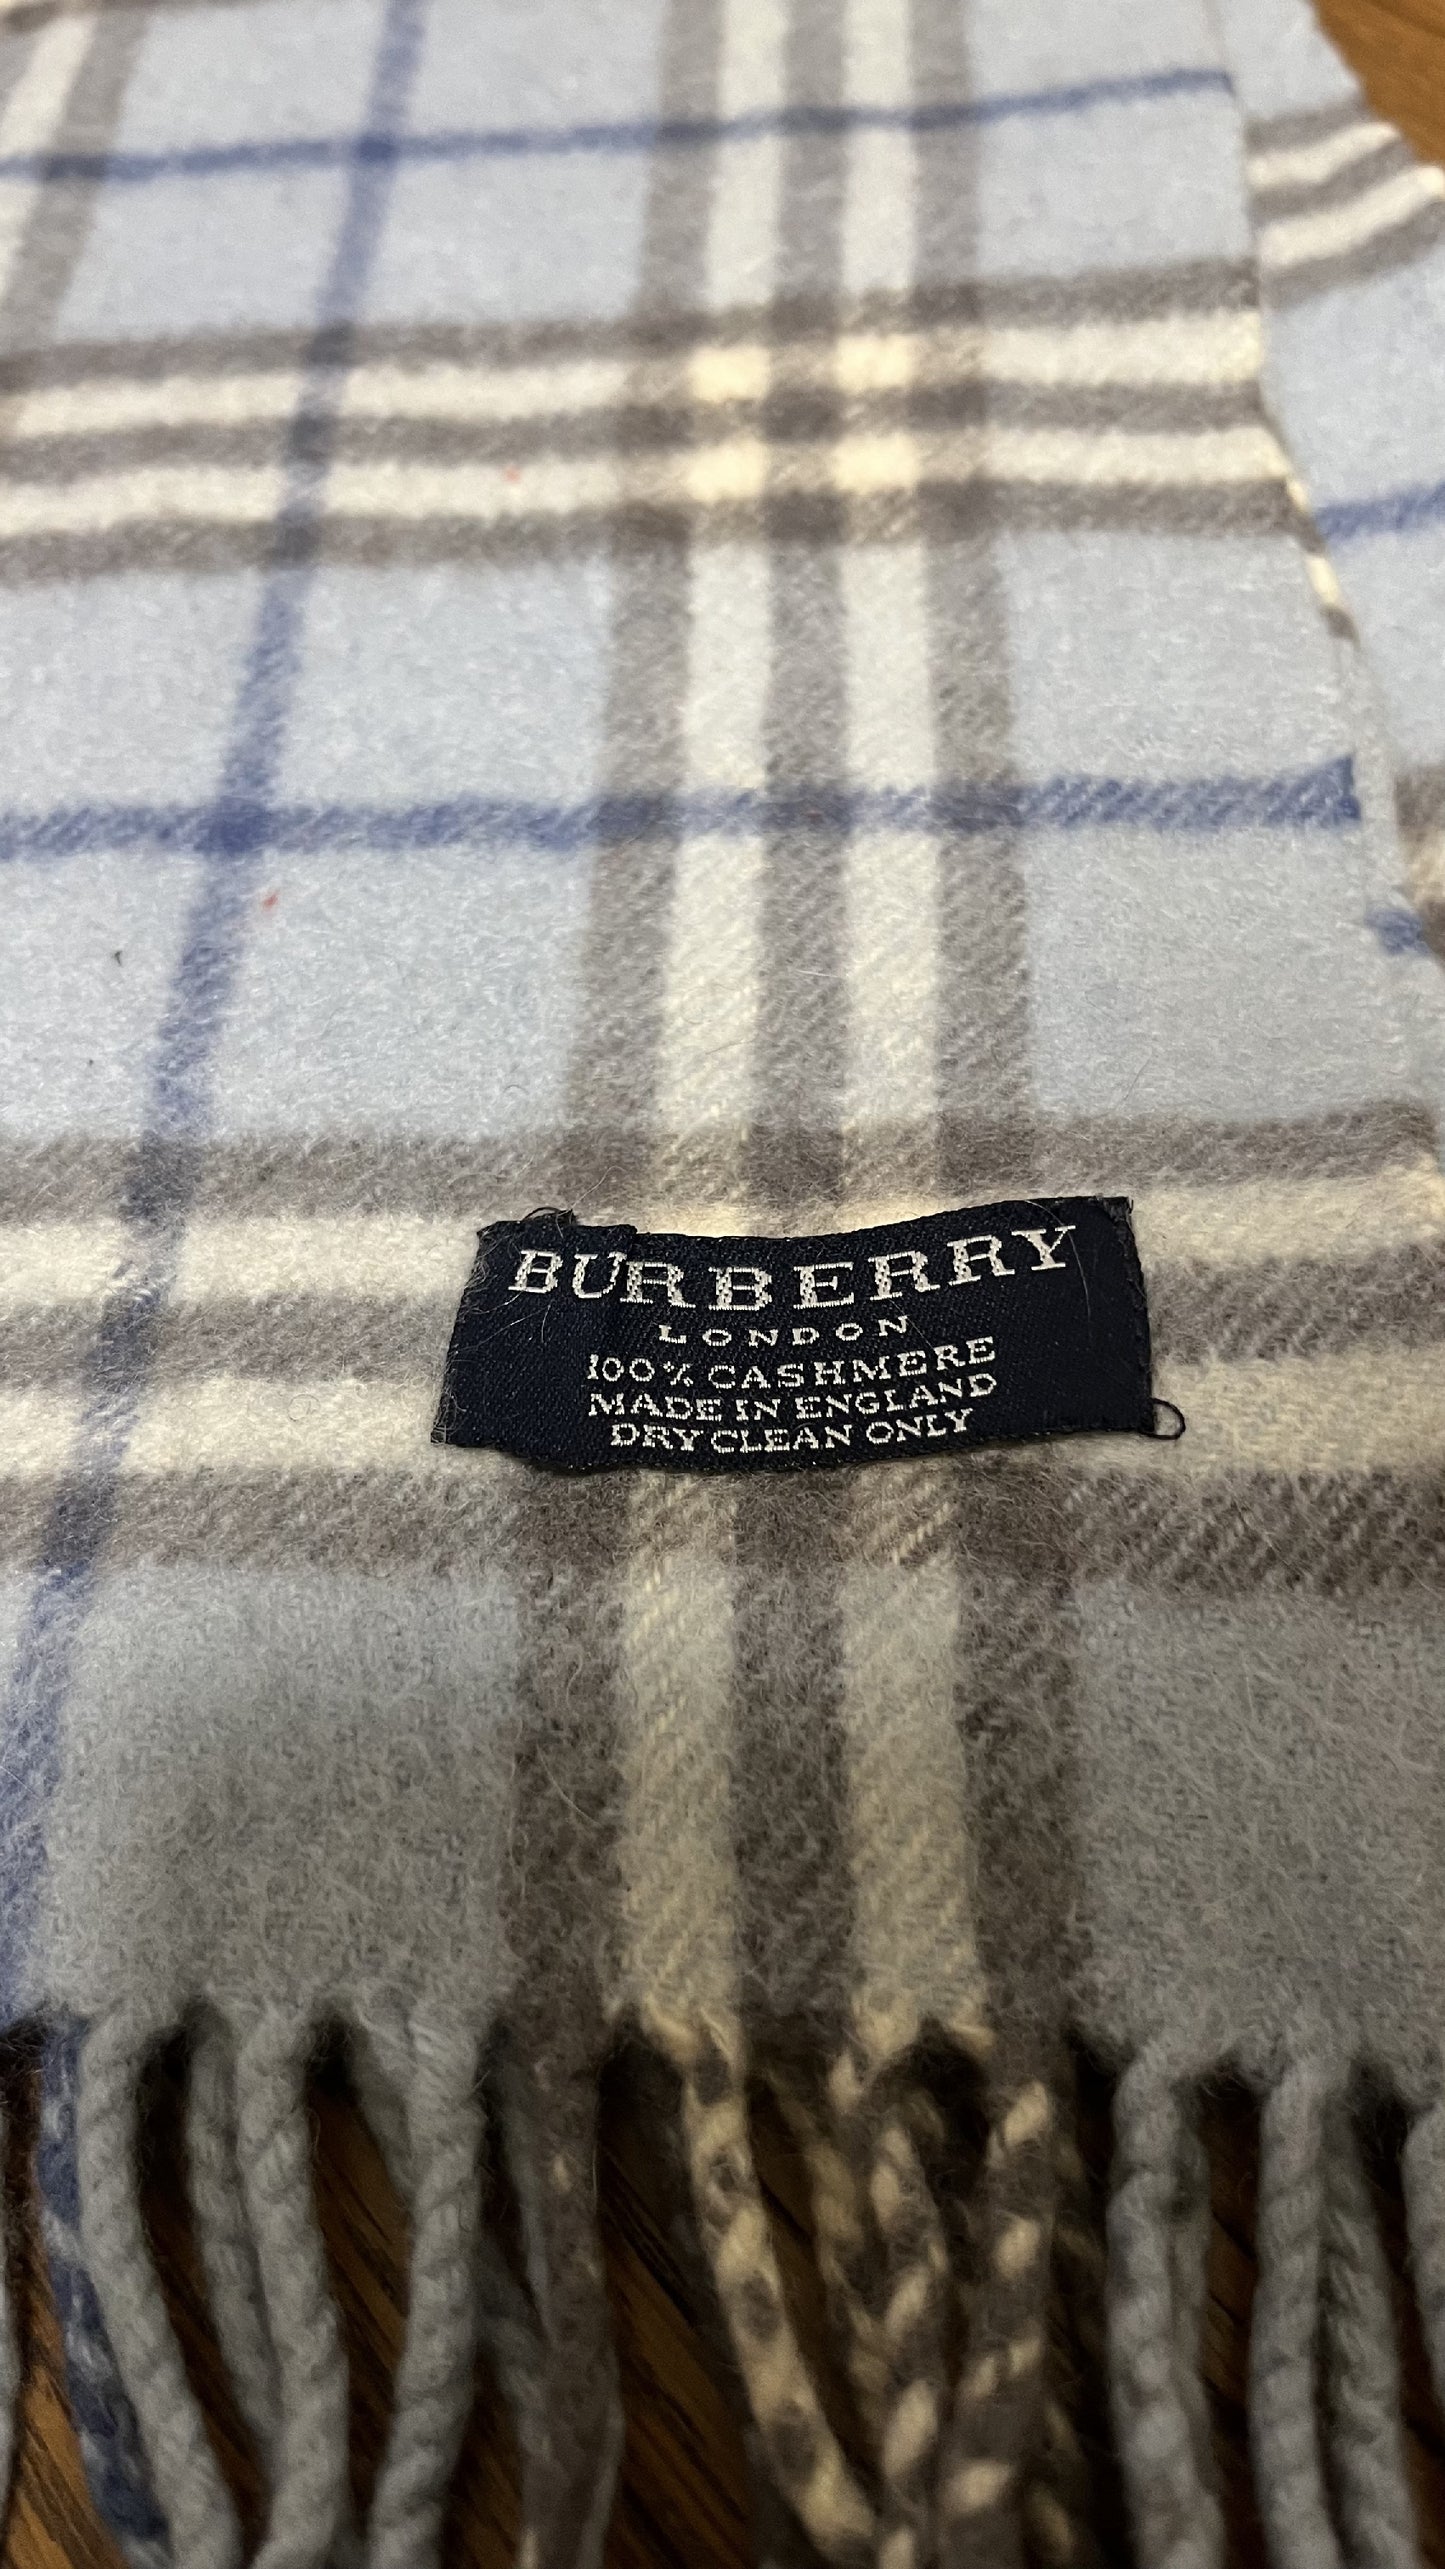 BURBERRY
LONDON
100% CASHMERE
MADE IN ENGLAND
DRY CLEAN ONLY